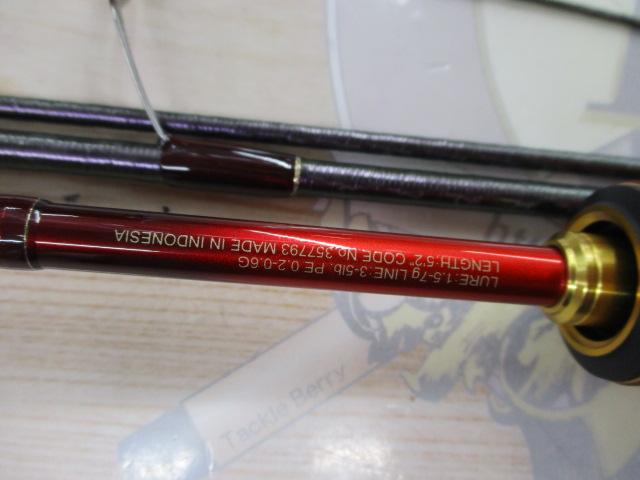 LURE:1.5-7g LINE:3-5lb. PE 0.2-0.6G
LENGTH:5'2" CODE No.357793 MADE IN INDONESIA
Tackle Berry